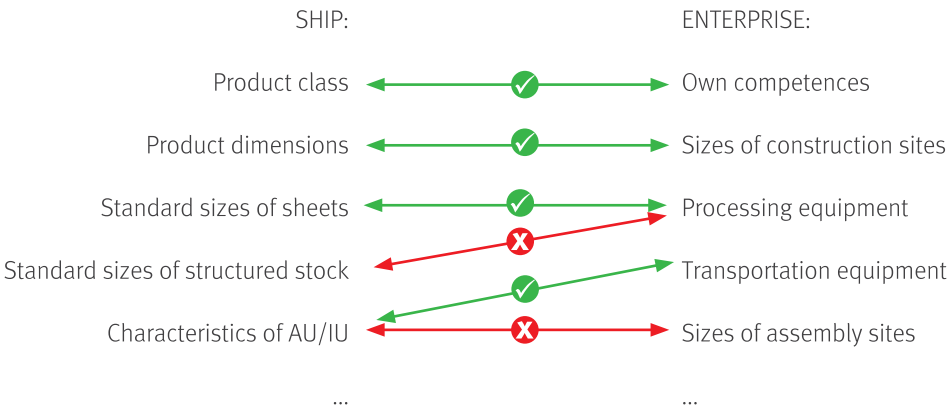 SHIP: ENTERPRISE:
Product class Own competences
Product dimensions Sizes of construction sites
Standard sizes of sheets Processing equipment
X
Standard sizes of structured stock Transportation equipment
Characteristics of AU/IU X Sizes of assembly sites
... ...